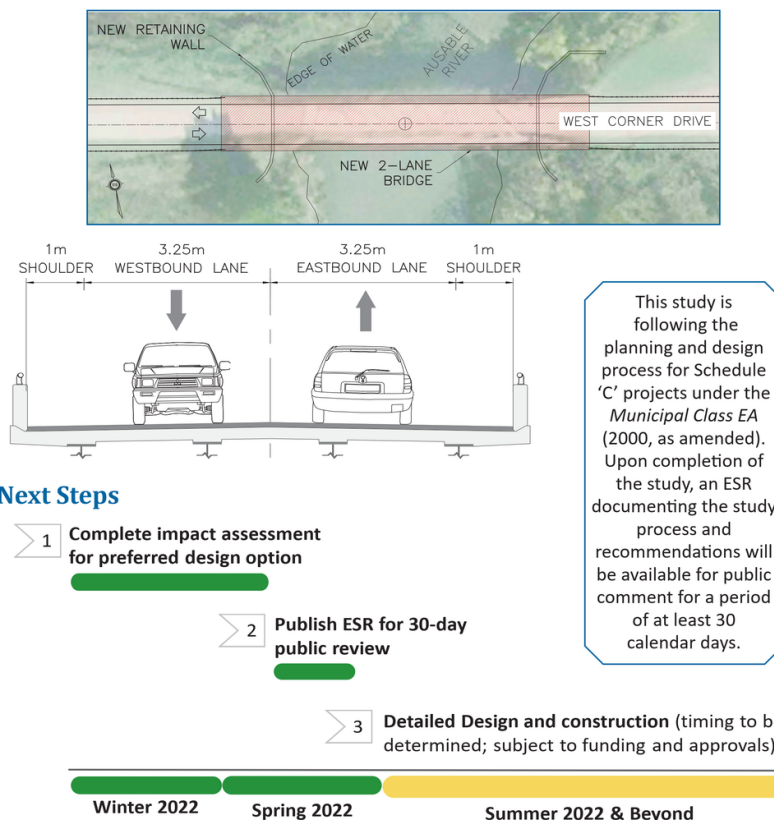 NEW RETAINING
WALL
EDGE OF WATER
AUSABLE
RIVER
WEST CORNER DRIVE
NEW 2-LANE
BRIDGE
1m
SHOULDER
3.25m
WESTBOUND LANE
3.25m
EASTBOUND LANE
1m
SHOULDER
This study is
following the
planning and design
process for Schedule
‘C’ projects under the
Municipal Class EA
(2000, as amended).
Upon completion of
the study, an ESR
documenting the study
process and
recommendations will
be available for public
comment for a period
of at least 30
calendar days.
Next Steps
1 Complete impact assessment
for preferred design option
2 Publish ESR for 30-day
public review
3 Detailed Design and construction (timing to b
determined; subject to funding and approvals)
Winter 2022
Spring 2022
Summer 2022 & Beyond